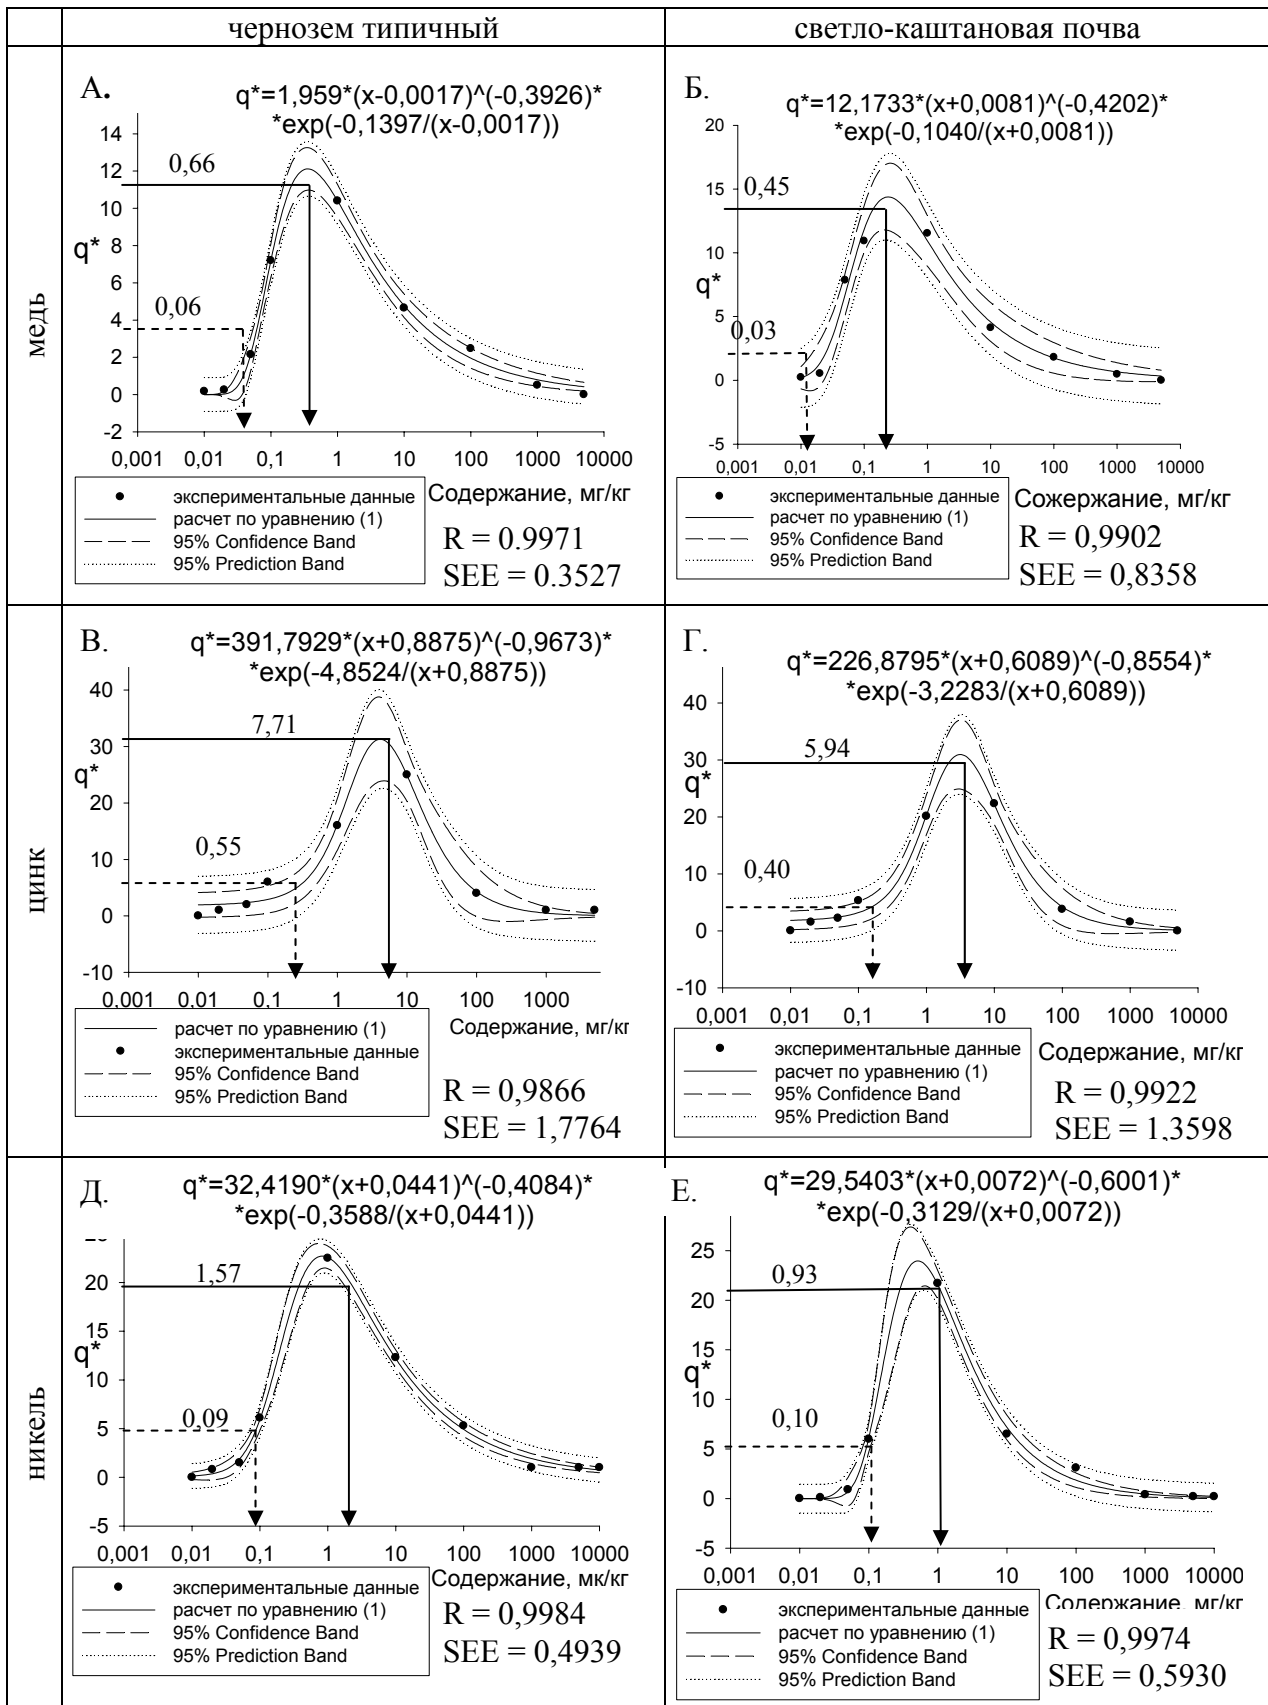 чернозем типичный
светло-каштановая почва
медь
А.
q*=1,959*(x-0,0017)^(-0,3926)*
*exp(-0,1397/(x-0,0017))
14
12
10
8
6
4
2
0
-2
q*
0,66
0,06
0,001 0,01 0,1 1 10 100 1000 10000
Содержание, мг/кг
экспериментальные данные
расчет по уравнению (1)
95% Confidence Band
95% Prediction Band
R = 0.9971
SEE = 0.3527
Б.
q*=12,1733*(x+0,0081)^(-0,4202)*
*exp(-0,1040/(x+0,0081))
20
15
10
5
0
-5
q*
0,45
0,03
0,001 0,01 0,1 1 10 100 1000 10000
Сожержание, мг/кг
экспериментальные данные
расчет по уравнению (1)
95% Confidence Band
95% Prediction Band
R = 0,9902
SEE = 0,8358
цинк
В.
q*=391,7929*(x+0,8875)^(-0,9673)*
*exp(-4,8524/(x+0,8875))
40
30
20
10
0
-10
q*
7,71
0,55
0,001 0,01 0,1 1 10 100 1000
Содержание, мг/кг
расчет по уравнению (1)
экспериментальные данные
95% Confidence Band
95% Prediction Band
R = 0,9866
SEE = 1,7764
Г.
q*=226,8795*(x+0,6089)^(-0,8554)*
*exp(-3,2283/(x+0,6089))
40
30
20
10
0
-10
q*
5,94
0,40
0,001 0,01 0,1 1 10 100 1000 10000
Содержание, мг/кг
экспериментальные данные
расчет по уравнению (1)
95% Confidence Band
95% Prediction Band
R = 0,9922
SEE = 1,3598
никель
Д.
q*=32,4190*(x+0,0441)^(-0,4084)*
*exp(-0,3588/(x+0,0441))
20
15
10
5
0
-5
q*
1,57
0,09
0,001 0,01 0,1 1 10 100 1000 10000
Содержание, мк/кг
экспериментальные данные
расчет по уравнению (1)
95% Confidence Band
95% Prediction Band
R = 0,9984
SEE = 0,4939
Е.
q*=29,5403*(x+0,0072)^(-0,6001)*
*exp(-0,3129/(x+0,0072))
25
20
15
10
5
0
-5
q*
0,93
0,10
0,001 0,01 0,1 1 10 100 1000 10000
Содержание, мг/кг
экспериментальные данные
расчет по уравнению (1)
95% Confidence Band
95% Prediction Band
R = 0,9974
SEE = 0,5930